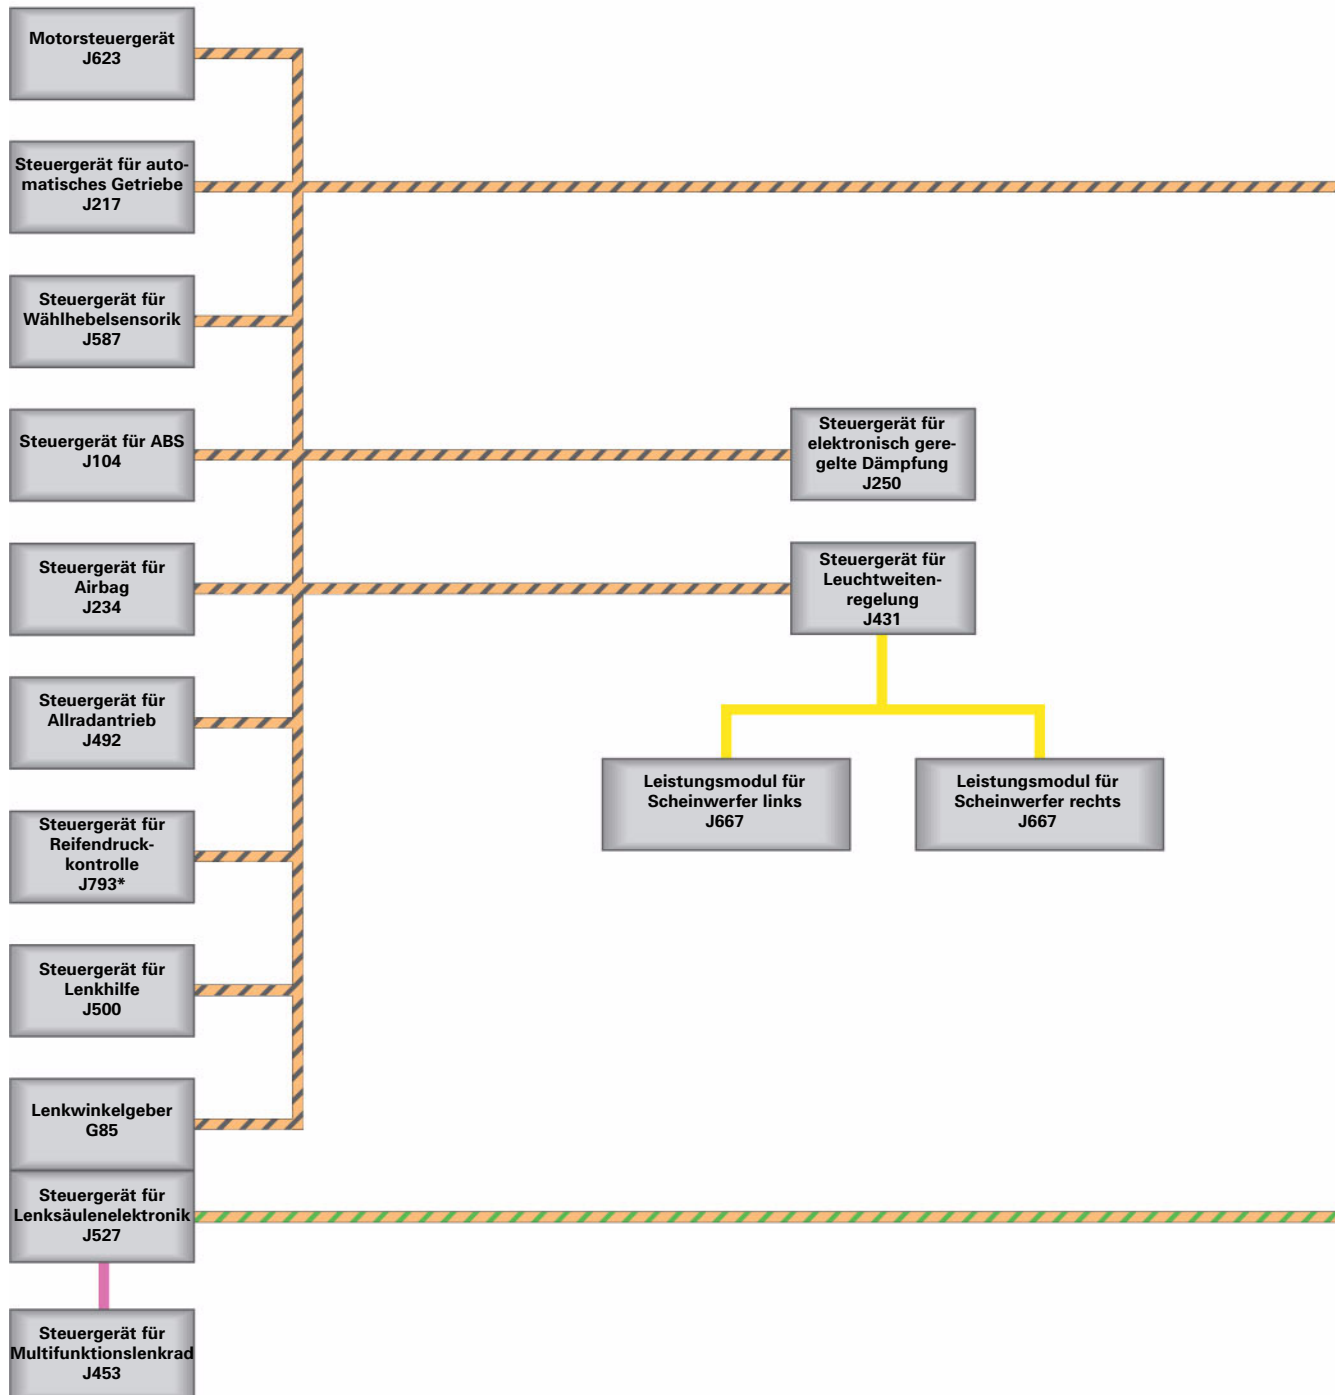 Motorsteuergerät
J623
Steuergerät für auto-
matisches Getriebe
J217
Steuergerät für
Wählhebelsensorik
J587
Steuergerät für ABS
J104
Steuergerät für
elektronisch gere-
gelte Dämpfung
J250
Steuergerät für
Airbag
J234
Steuergerät für
Leuchtweiten-
regelung
J431
Steuergerät für
Allradantrieb
J492
Leistungsmodul für
Scheinwerfer links
J667
Leistungsmodul für
Scheinwerfer rechts
J667
Steuergerät für
Reifendruck-
kontrolle
J793*
Steuergerät für
Lenkhilfe
J500
Lenkwinkelgeber
G85
Steuergerät für
Lenksäulenelektronik
J527
Steuergerät für
Multifunktionslenkrad
J453